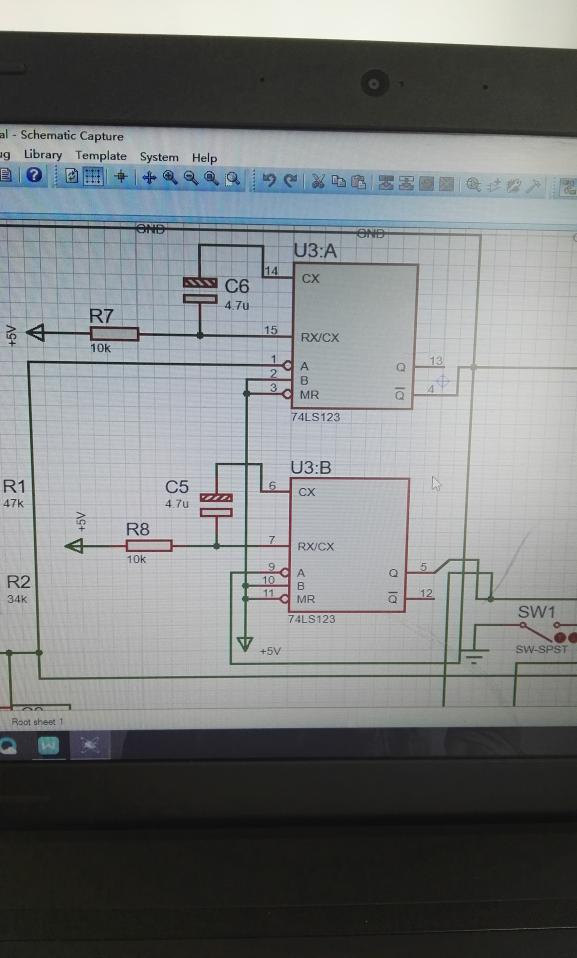 al - Schematic Capture
ug Library Template System Help
GND
GND
U3:A
14
CX
C6
4.7u
R7
+5V
10k
15
RX/CX
1
A
2
B
3
MR
Q
13
Q
4
74LS123
U3:B
6
CX
C5
4.7u
R1
47k
+5V
R8
10k
7
RX/CX
9
A
10
B
11
MR
Q
5
Q
12
74LS123
R2
34k
+5V
SW1
SW-SPST
Root sheet 1